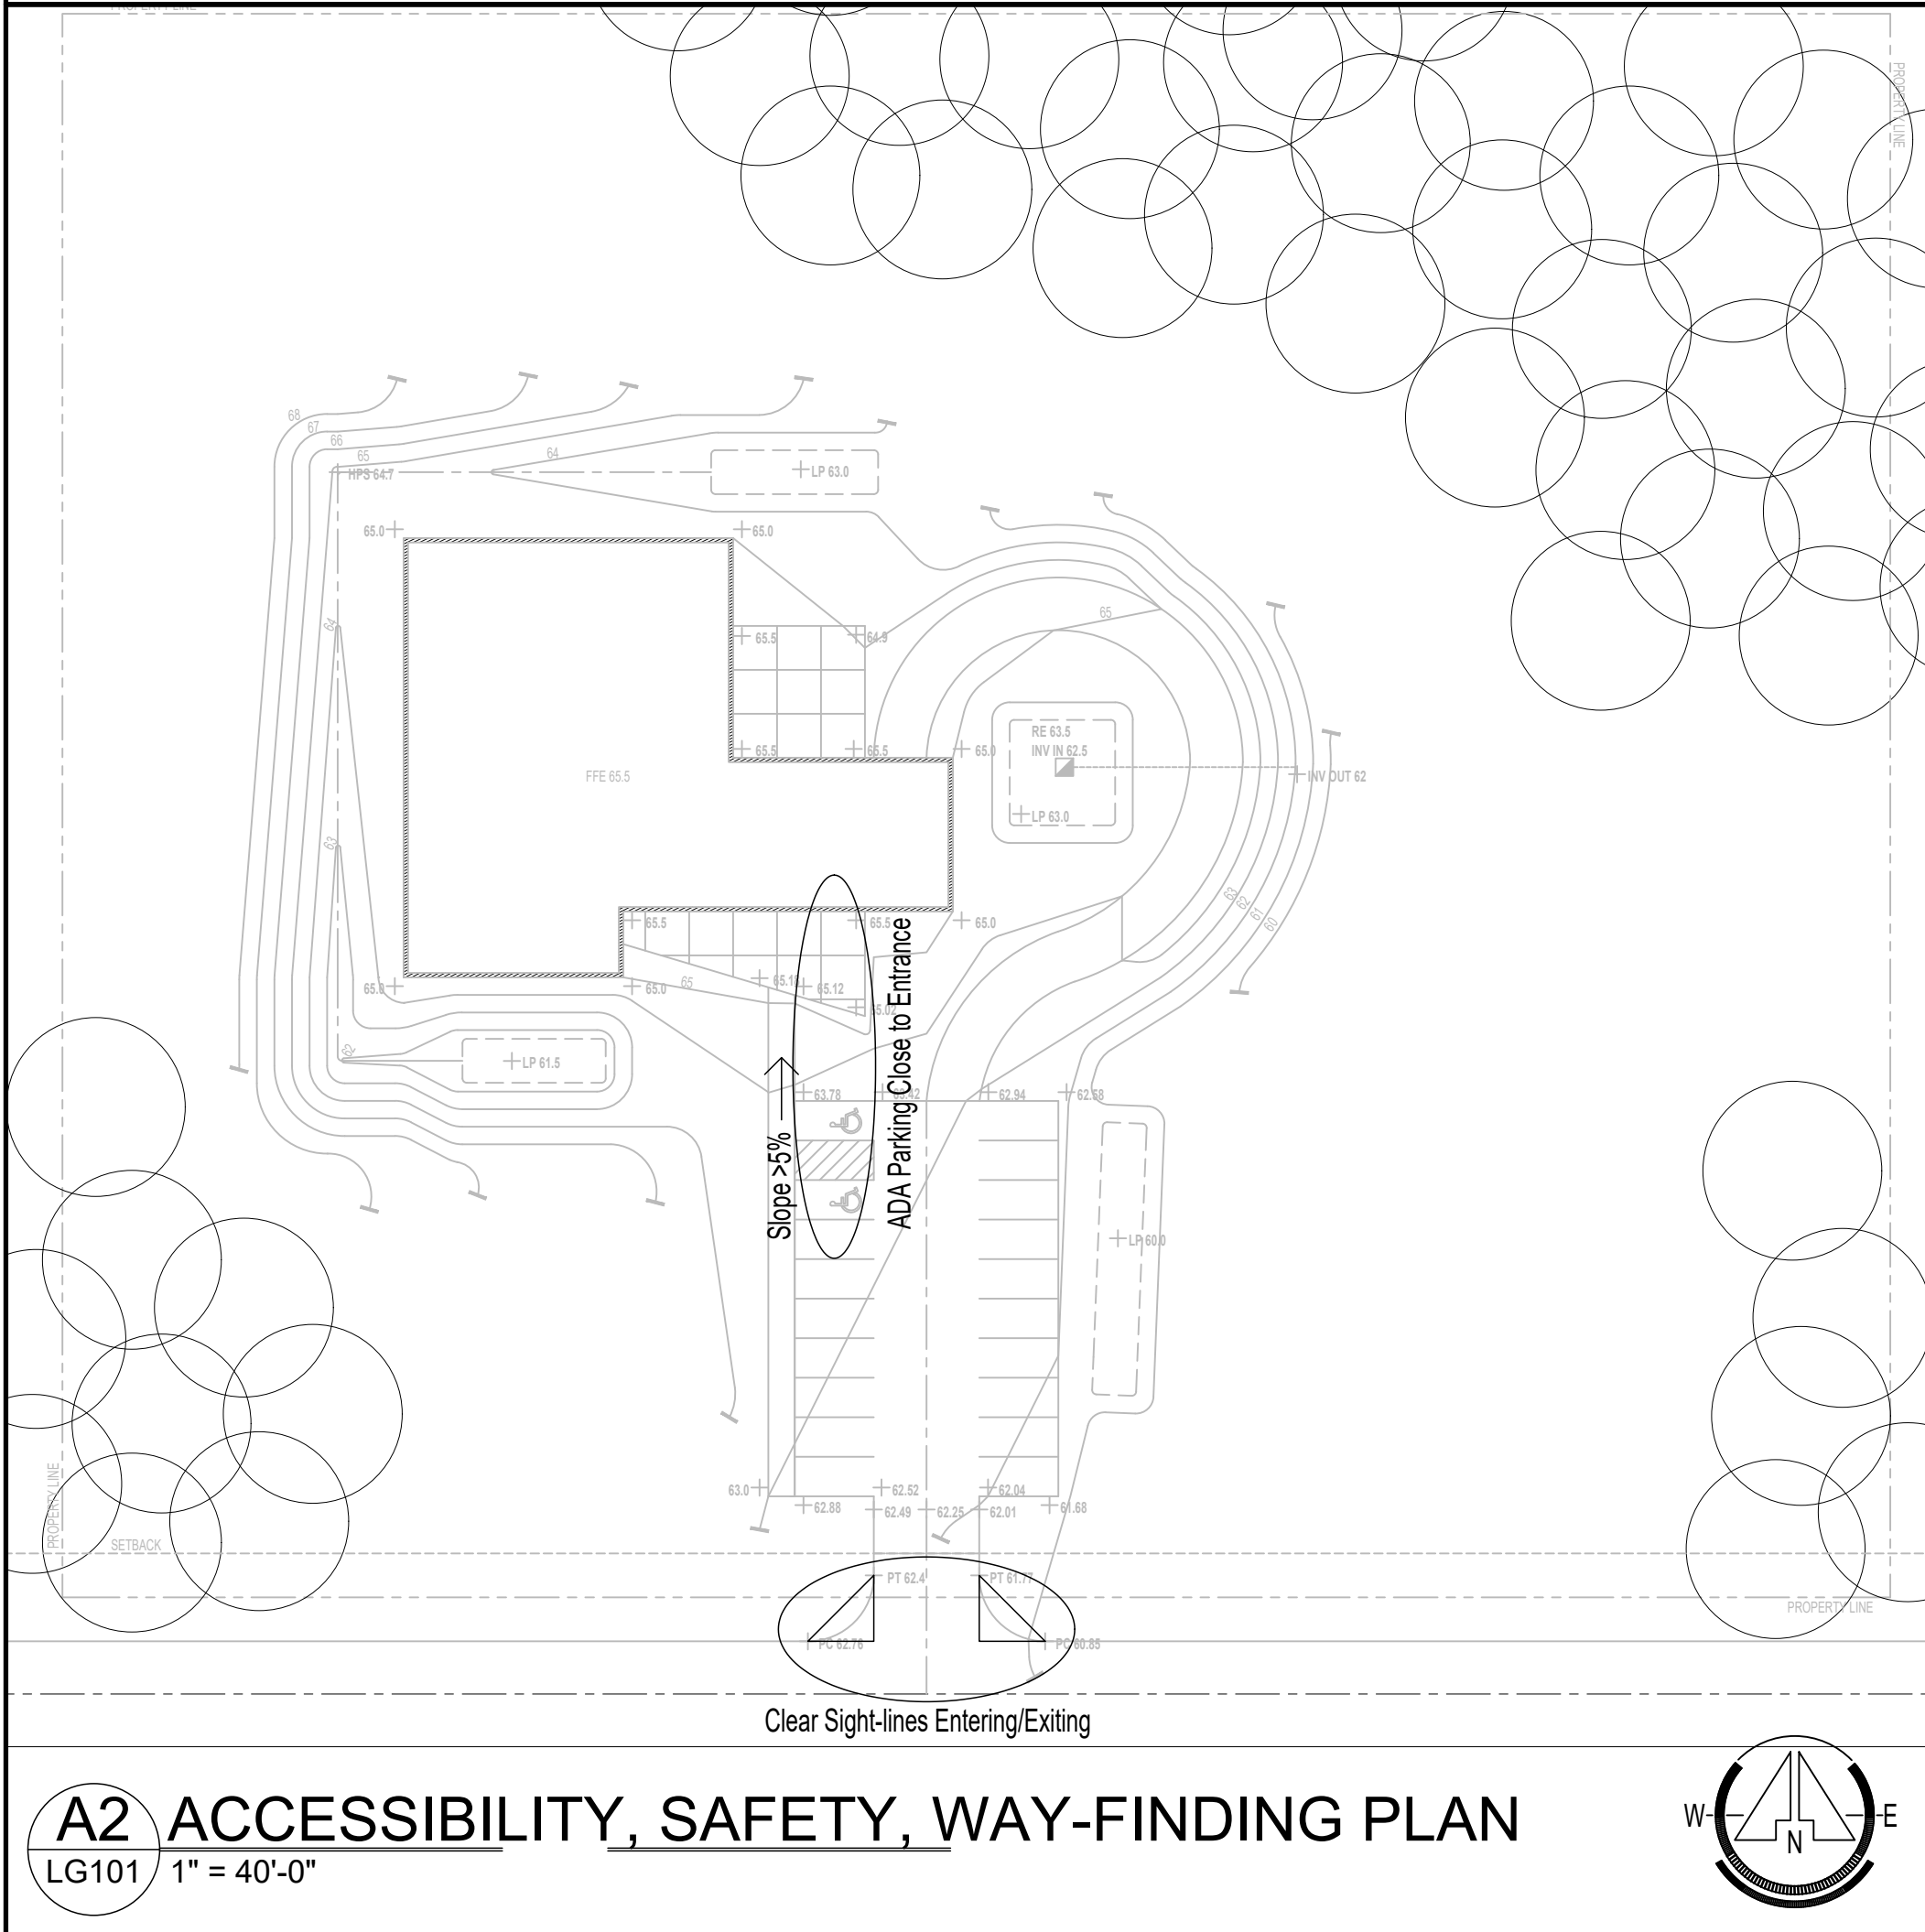 PROPERTY LINE
PROPERTY LINE
68
67
66
65
64
HPS 64.7
LP 63.0
65.0
65.0
65
64
65.5
64.9
RE 63.5
65.5
65.5
65.0
INV IN 62.5
FFE 65.5
INV OUT 62
LP 63.0
63
63
62
61
60
65.5
65.5
65.0
ADA Parking Close to Entrance
65.0
65.0
65
65.12
62
LP 61.5
Slope >5%
63.78
63.42
62.94
62.58
LP 60.0
63.0
62.52
62.04
62.88
62.49
62.25
62.01
61.68
PROPERTY LINE
SETBACK
PT 62.4
PT 61.77
PROPERTY LINE
PC 62.76
PC 60.85
Clear Sight-lines Entering/Exiting
A2
ACCESSIBILITY, SAFETY, WAY-FINDING PLAN
LG101
1" = 40'-0"
W
E
N